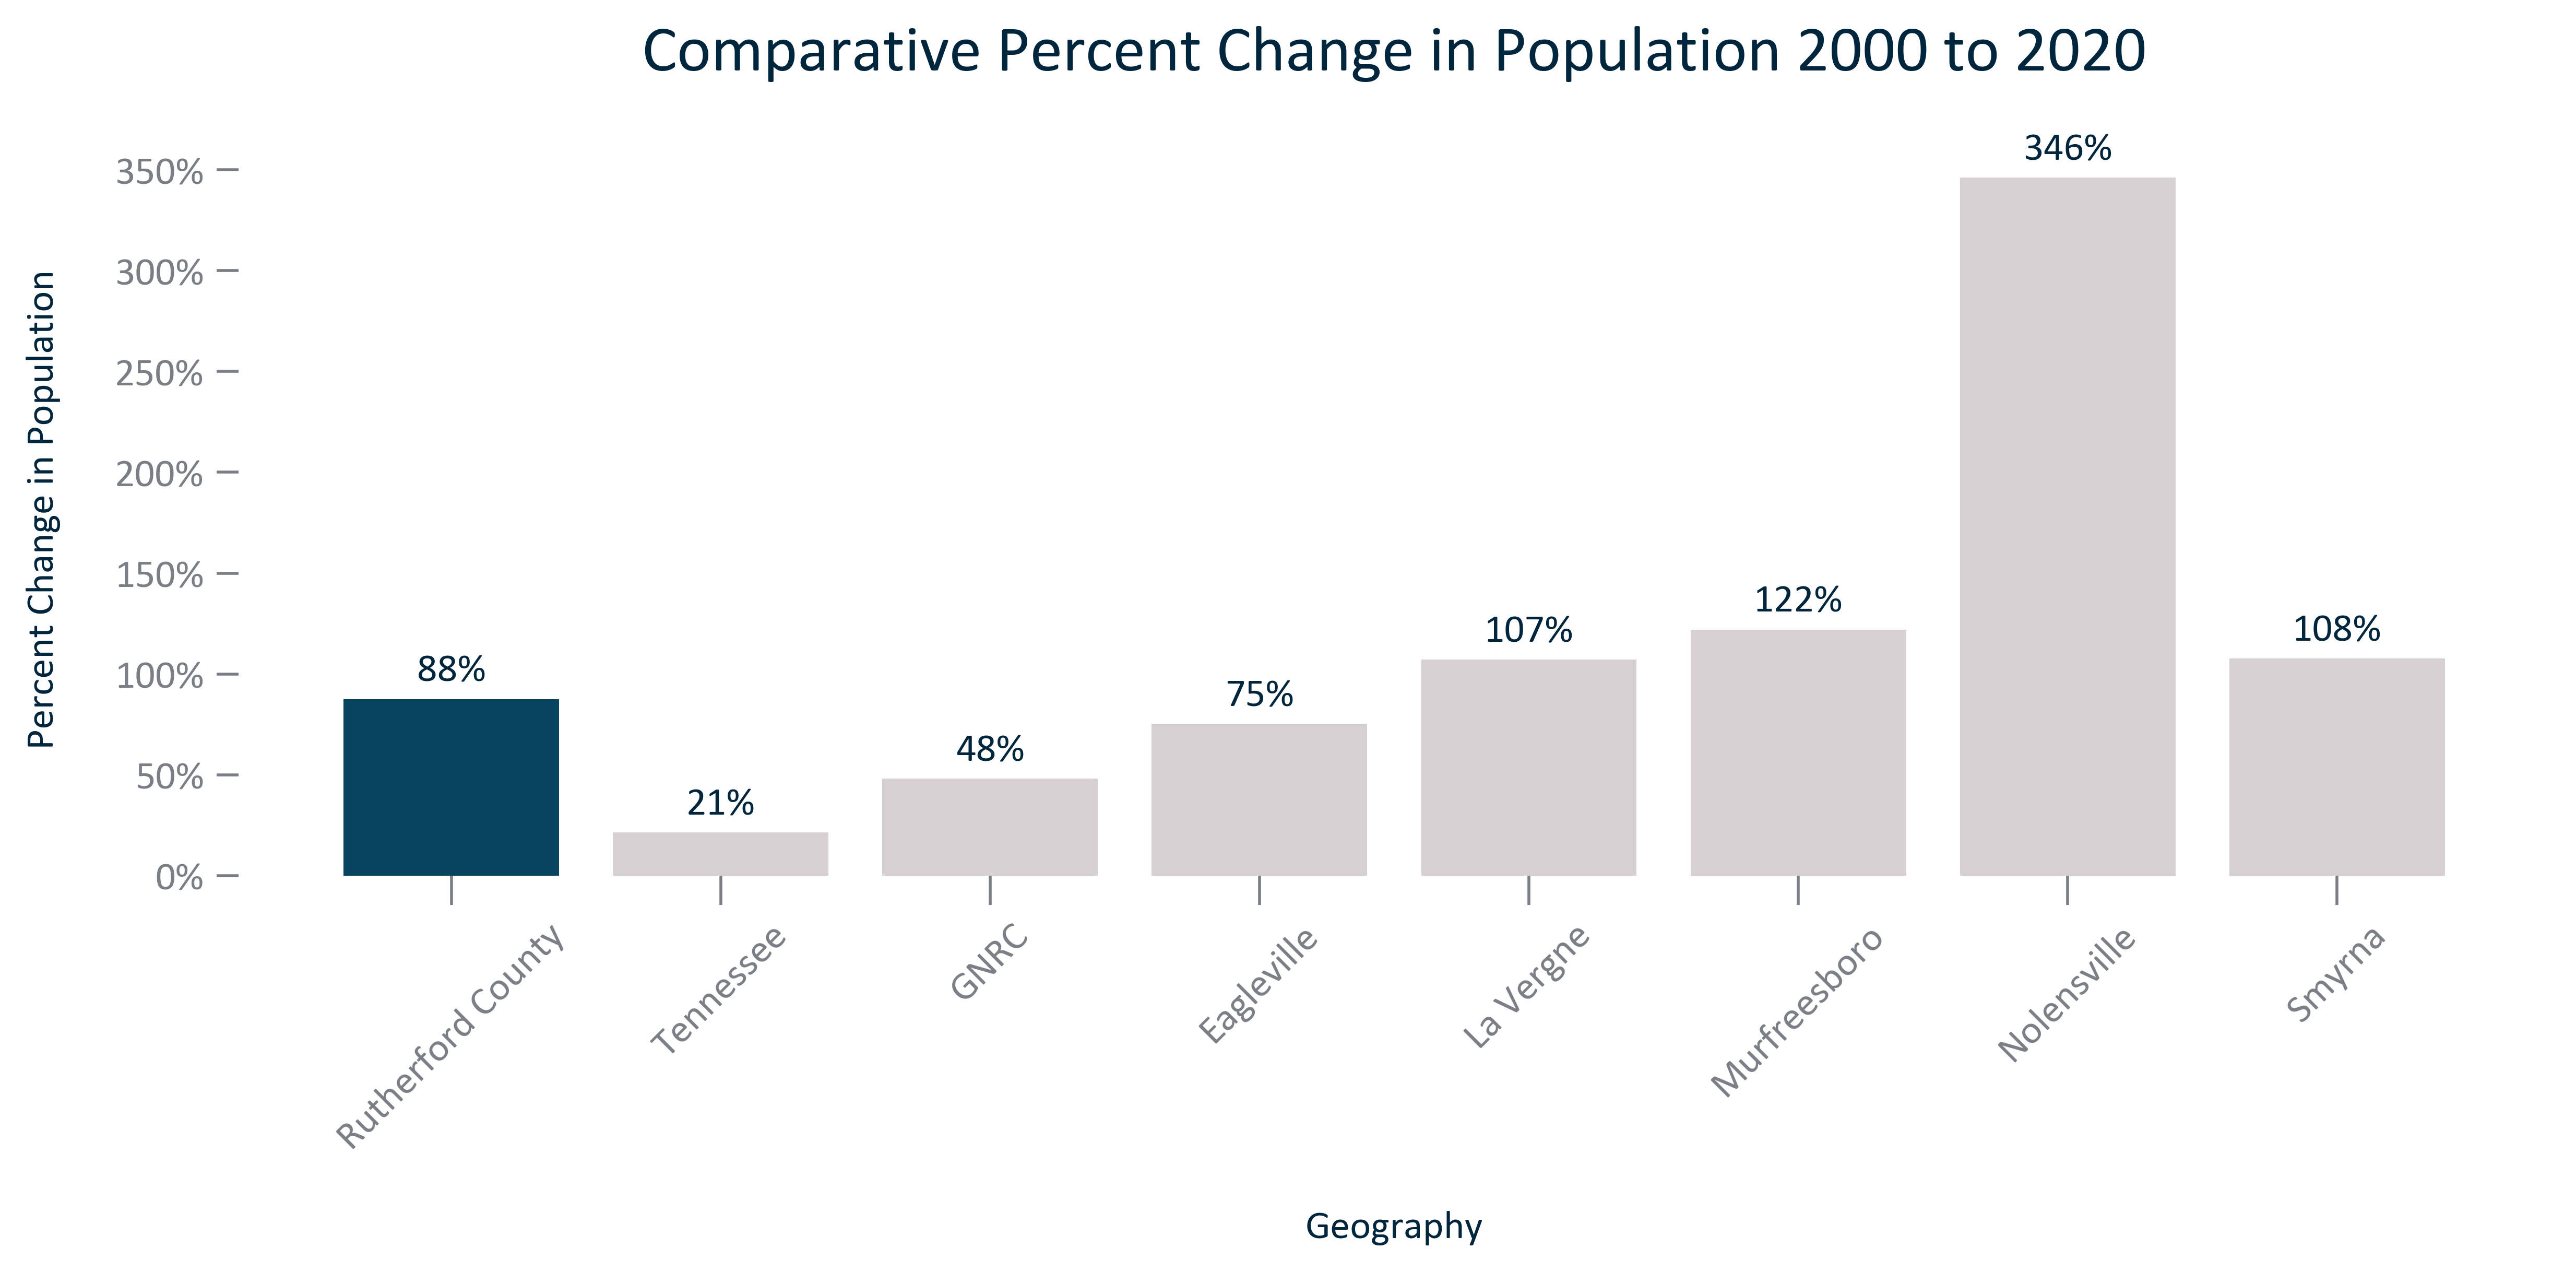 Comparative Percent Change in Population 2000 to 2020
Percent Change in Population
350%
300%
250%
200%
150%
100%
50%
0%
88%
21%
48%
75%
107%
122%
346%
108%
Rutherford County
Tennessee
GNRC
Eagleville
La Vergne
Murfreesboro
Nolensville
Smyrna
Geography